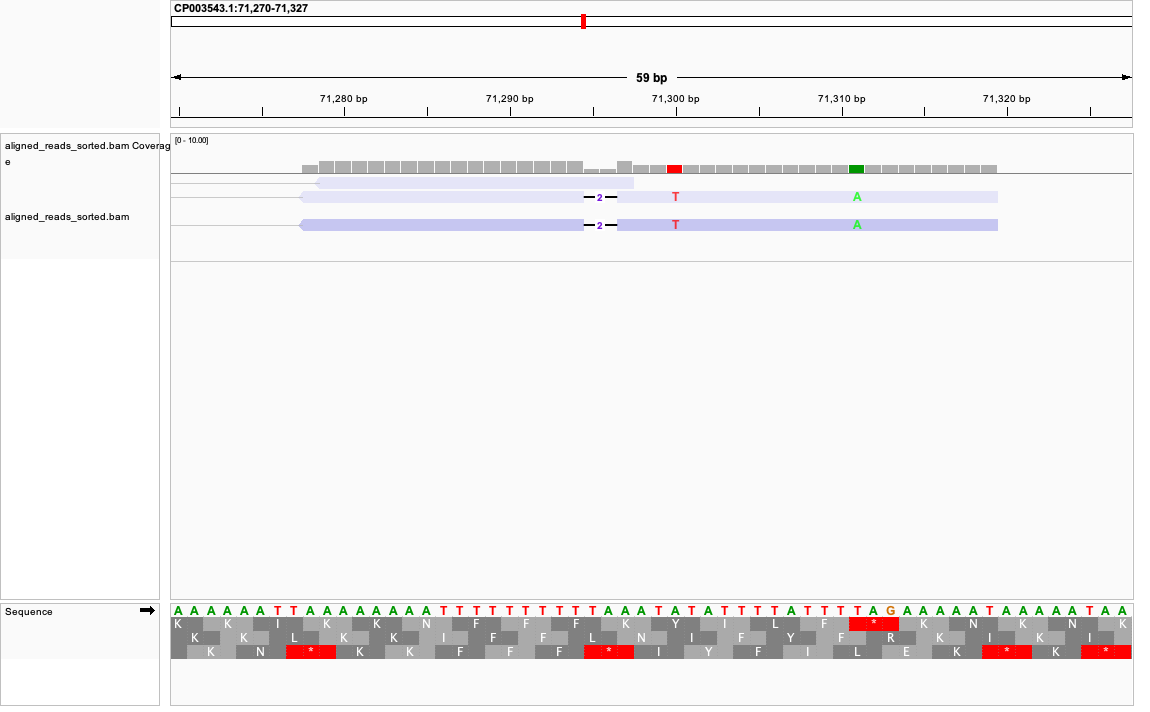 CP003543.1:71,270-71,327
59 bp
71,280 bp 71,290 bp 71,300 bp 71,310 bp 71,320 bp
aligned_reads_sorted.bam Coverag
e
[0 - 10.00]
2 T A
aligned_reads_sorted.bam
2 T A
Sequence
A A A A A A T T A A A A A A A A T T T T T T T T T T A A A T A T A T T T T A T T T T A G A A A A A T A A A A A T A A
K K I K K N F F F K Y I L F * K N K N K
K K L K K I F F L N I F Y F R K I K I
K N * K K F F F * I Y F I L E K * K *